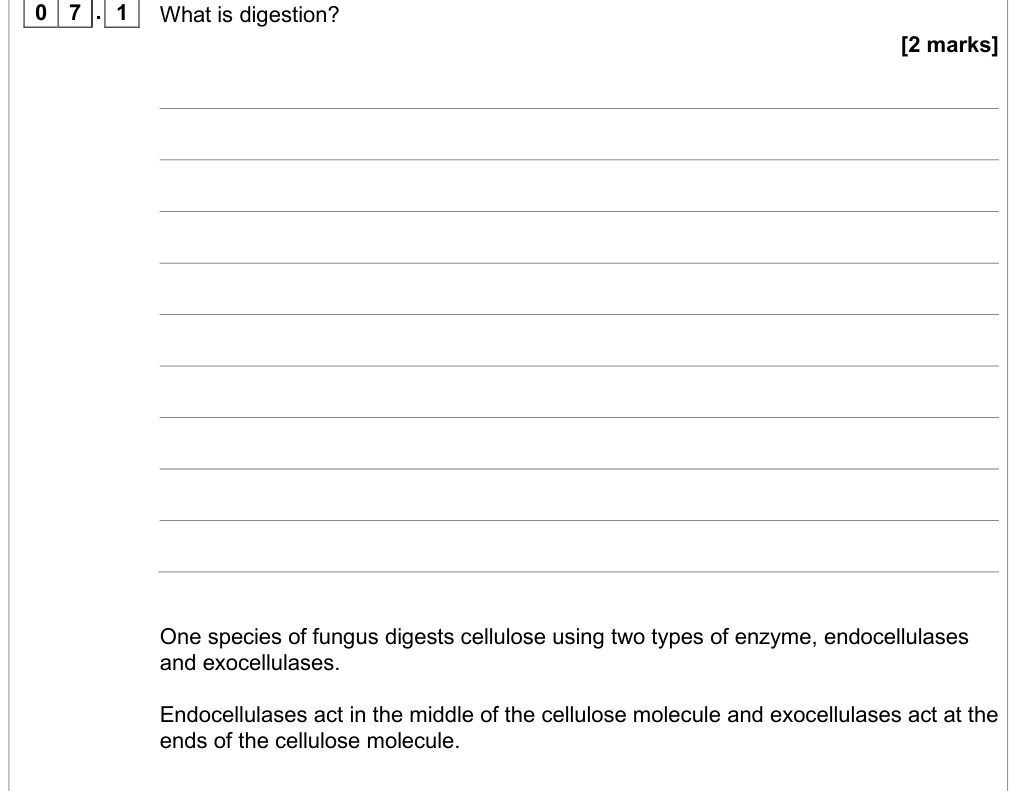 07.1 What is digestion?
[2 marks]
One species of fungus digests cellulose using two types of enzyme, endocellulases
and exocellulases.
Endocellulases act in the middle of the cellulose molecule and exocellulases act at the
ends of the cellulose molecule.